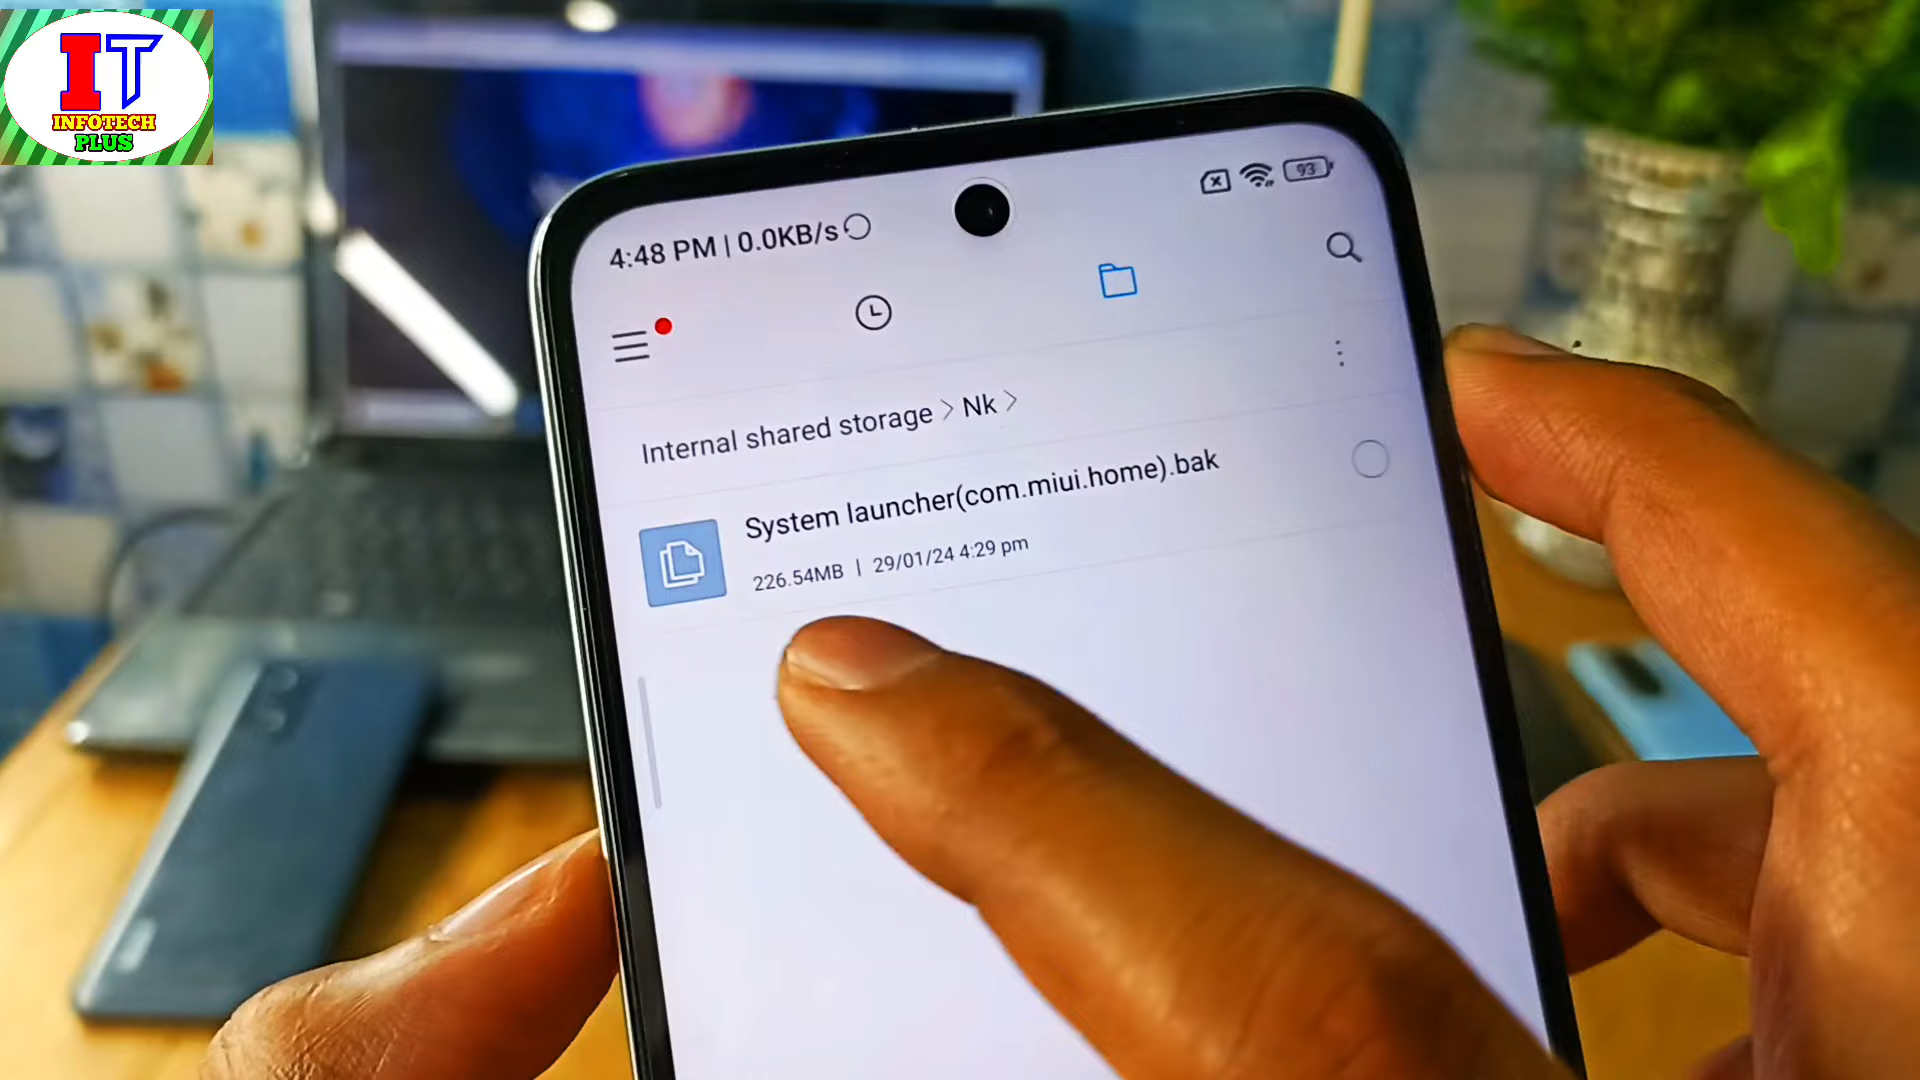 IT
INFOTECH
PLUS
4:48 PM | 0.0KB/s
93
Internal shared storage > Nk >
System launcher(com.miui.home).bak
226.54MB | 29/01/24 4:29 pm